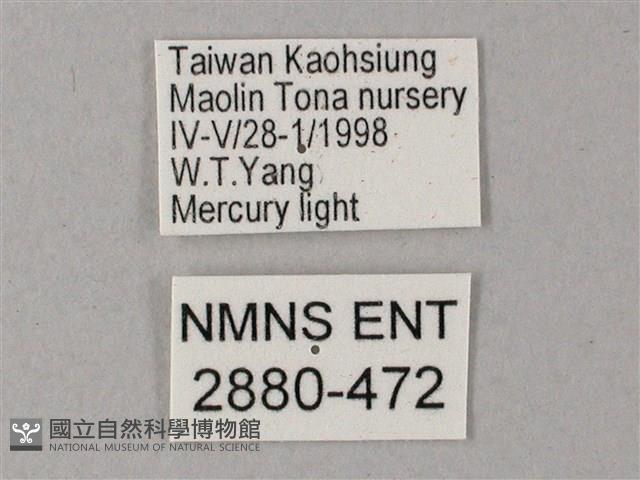 Taiwan Kaohsiung
Maolin Tona nursery
IV-V/28-1/1998
W.T.Yang
Mercury light
NMNS ENT
2880-472
國立自然科學博物館
NATIONAL MUSEUM OF NATURAL SCIENCE